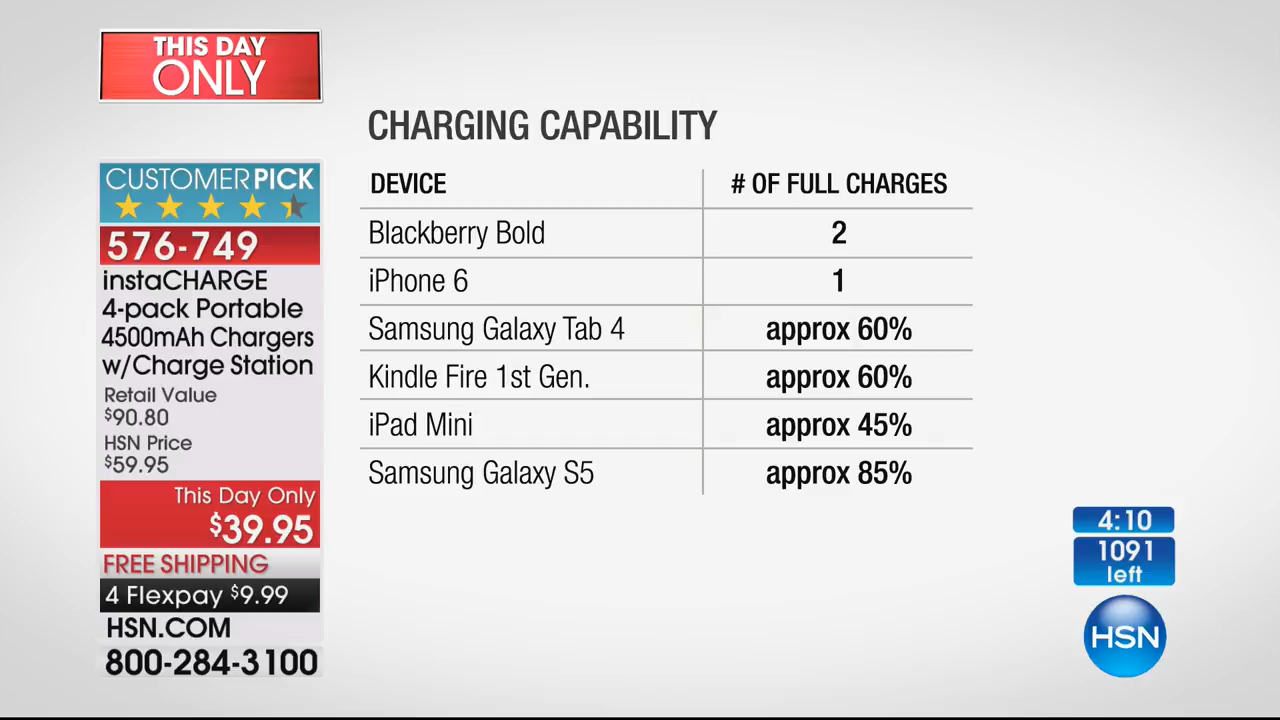 THIS DAY
ONLY
CUSTOMER PICK
576-749
instaCHARGE
4-pack Portable
4500mAh Chargers
w/Charge Station
Retail Value
$90.80
HSN Price
$59.95
This Day Only
$39.95
FREE SHIPPING
4 Flexpay $9.99
HSN.COM
800-284-3100
CHARGING CAPABILITY
DEVICE # OF FULL CHARGES
Blackberry Bold 2
iPhone 6 1
Samsung Galaxy Tab 4 approx 60%
Kindle Fire 1st Gen. approx 60%
iPad Mini approx 45%
Samsung Galaxy S5 approx 85%
4:10
1091
left
HSN